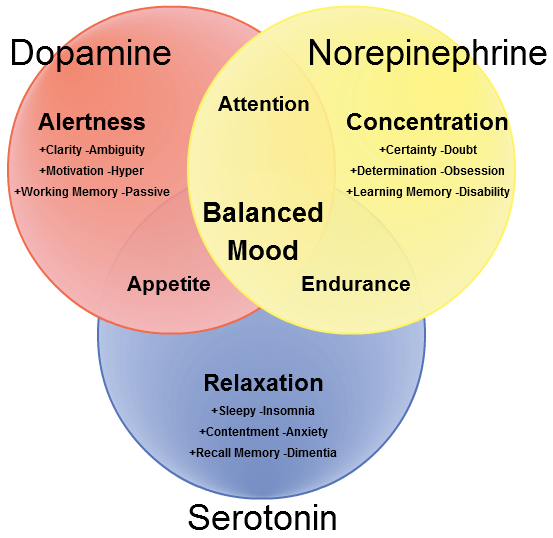 Dopamine
Norepinephrine
Attention
Alertness
+Clarity -Ambiguity
+Motivation -Hyper
+Working Memory -Passive
Concentration
+Certainty -Doubt
+Determination -Obsession
+Learning Memory -Disability
Balanced
Mood
Appetite
Endurance
Relaxation
+Sleepy -Insomnia
+Contentment -Anxiety
+Recall Memory -Dimentia
Serotonin